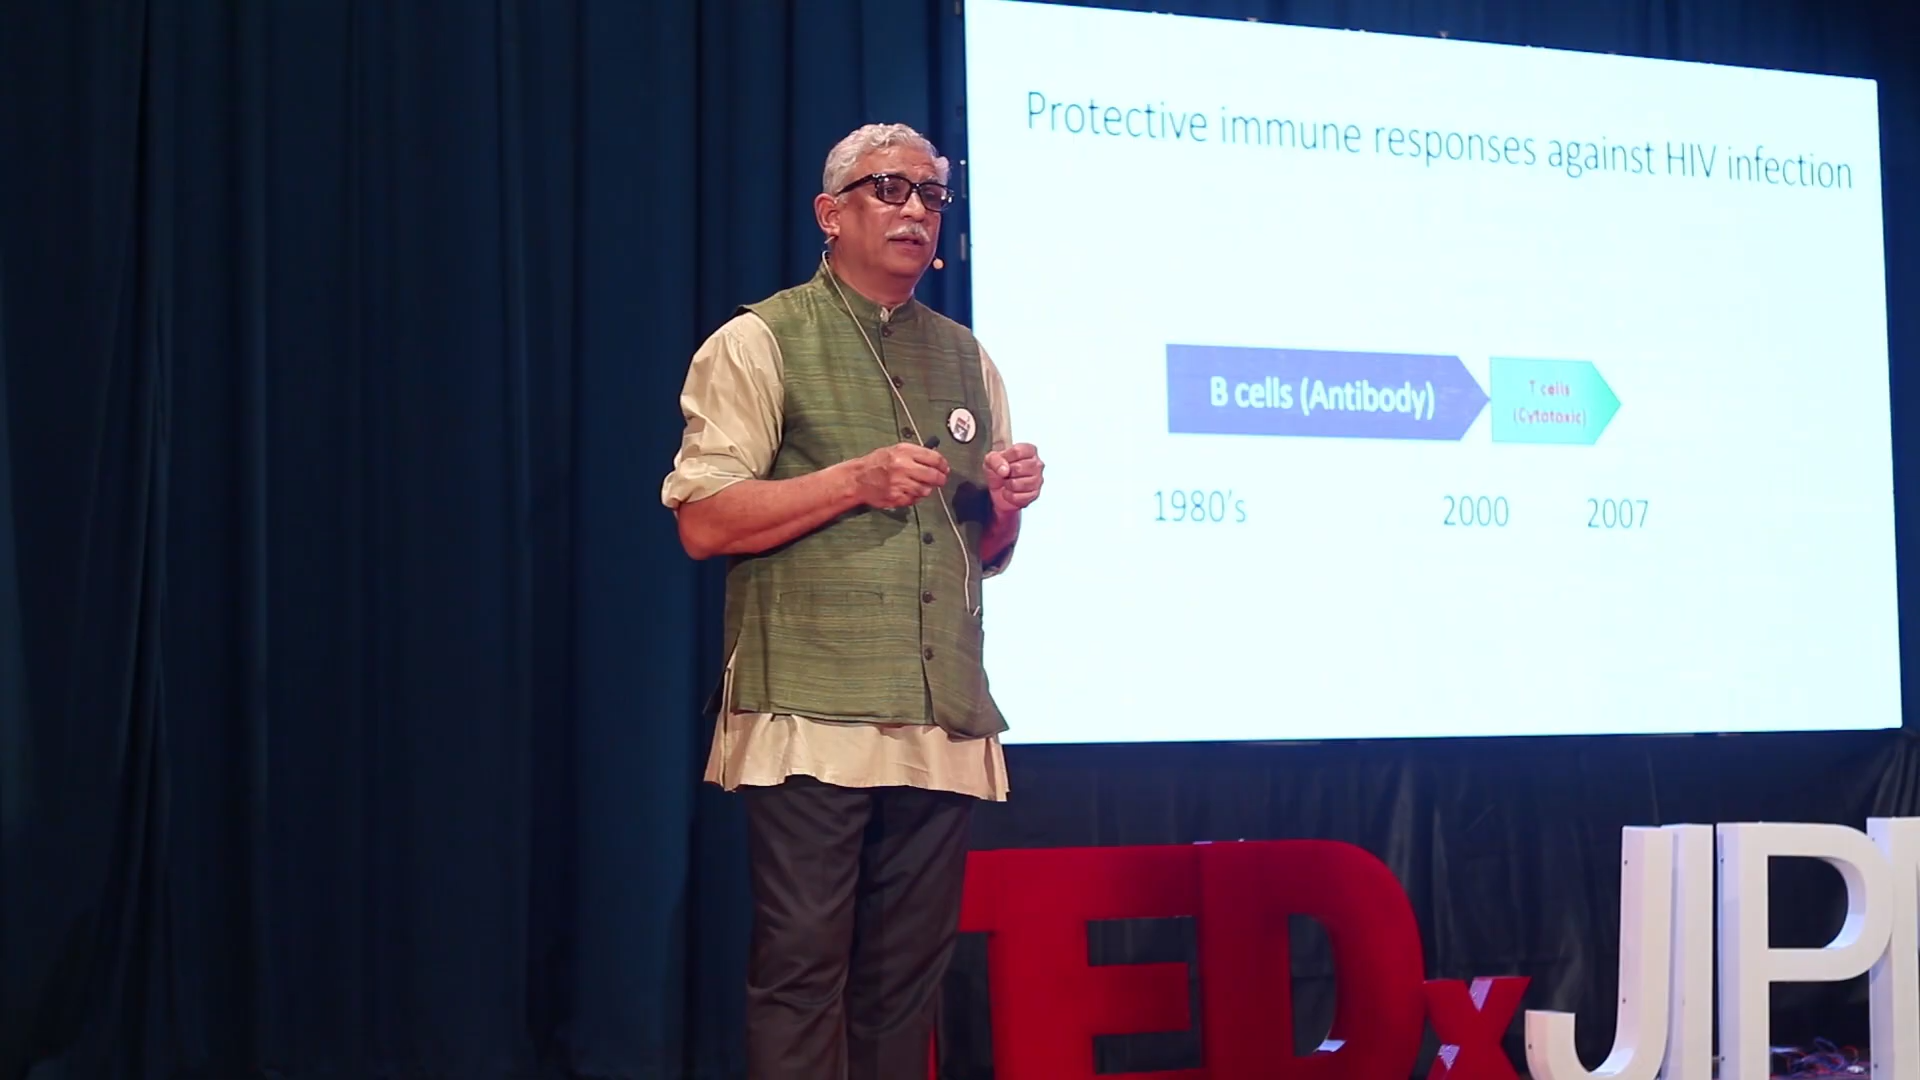 Protective immune responses against HIV infection
B cells (Antibody)
T cells
(Cytotoxic)
1980's 2000 2007
TEDxJIP